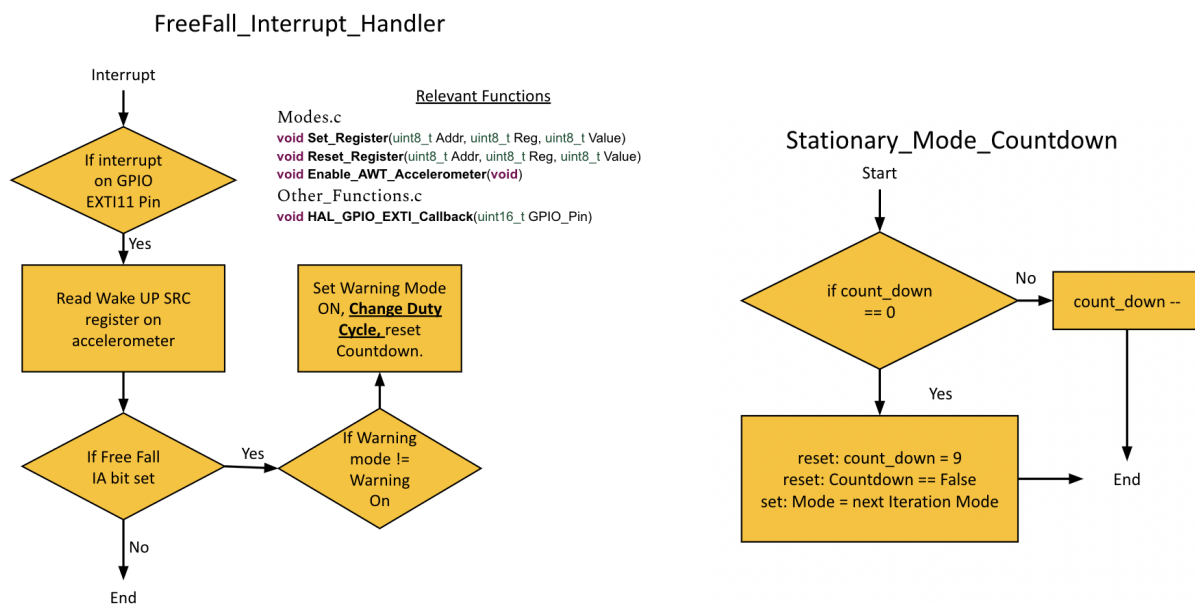 FreeFall_Interrupt_Handler
Interrupt
If interrupt
on GPIO
EXTI11 Pin
Yes
Read Wake UP SRC
register on
accelerometer
If Free Fall
IA bit set
Yes
No
End
If Warning
mode !=
Warning
On
Set Warning Mode
ON, Change Duty
Cycle, reset
Countdown.
Relevant Functions
Modes.c
void Set_Register(uint8_t Addr, uint8_t Reg, uint8_t Value)
void Reset_Register(uint8_t Addr, uint8_t Reg, uint8_t Value)
void Enable_AWT_Accelerometer(void)
Other_Functions.c
void HAL_GPIO_EXTI_Callback(uint16_t GPIO_Pin)
Stationary_Mode_Countdown
Start
if count_down
== 0
No
count_down --
Yes
reset: count_down = 9
reset: Countdown == False
set: Mode = next Iteration Mode
End